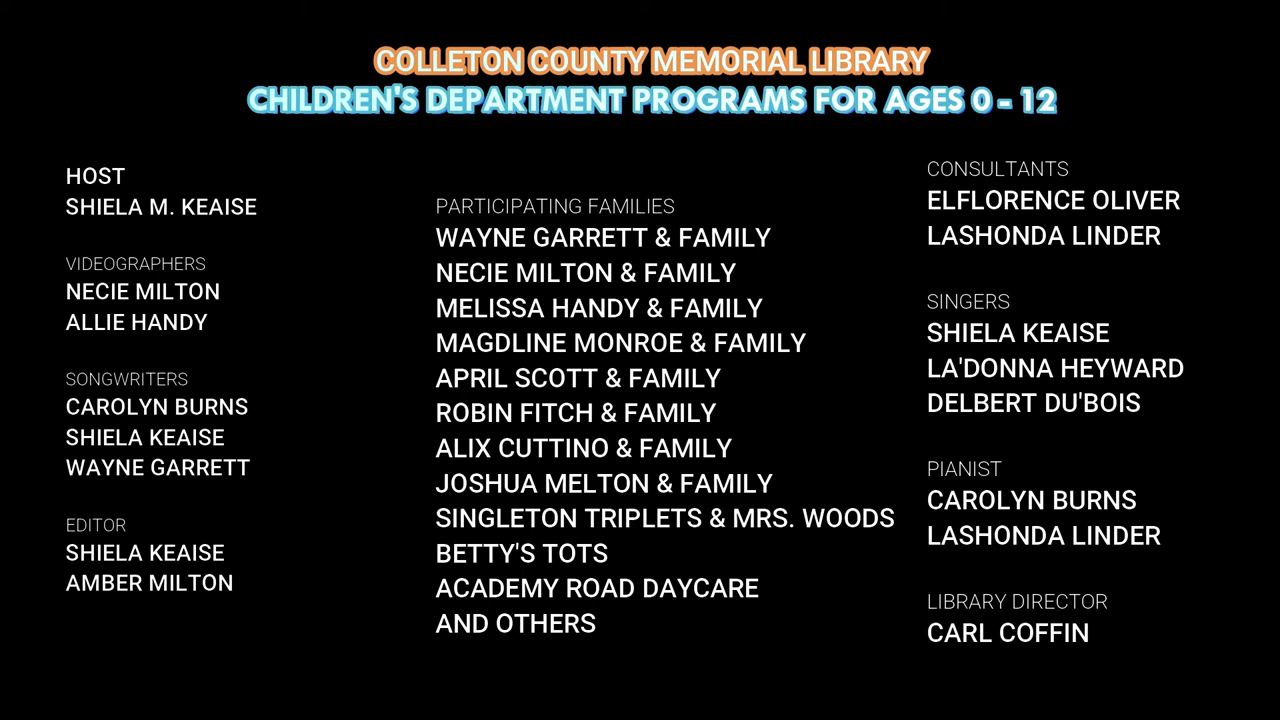 COLLETON COUNTY MEMORIAL LIBRARY
CHILDREN'S DEPARTMENT PROGRAMS FOR AGES 0 - 12
HOST
SHIELA M. KEAISE
VIDEOGRAPHERS
NECIE MILTON
ALLIE HANDY
SONGWRITERS
CAROLYN BURNS
SHIELA KEAISE
WAYNE GARRETT
EDITOR
SHIELA KEAISE
AMBER MILTON
PARTICIPATING FAMILIES
WAYNE GARRETT & FAMILY
NECIE MILTON & FAMILY
MELISSA HANDY & FAMILY
MAGDLINE MONROE & FAMILY
APRIL SCOTT & FAMILY
ROBIN FITCH & FAMILY
ALIX CUTTINO & FAMILY
JOSHUA MELTON & FAMILY
SINGLETON TRIPLETS & MRS. WOODS
BETTY'S TOTS
ACADEMY ROAD DAYCARE
AND OTHERS
CONSULTANTS
ELFLORENCE OLIVER
LASHONDA LINDER
SINGERS
SHIELA KEAISE
LA'DONNA HEYWARD
DELBERT DU'BOIS
PIANIST
CAROLYN BURNS
LASHONDA LINDER
LIBRARY DIRECTOR
CARL COFFIN